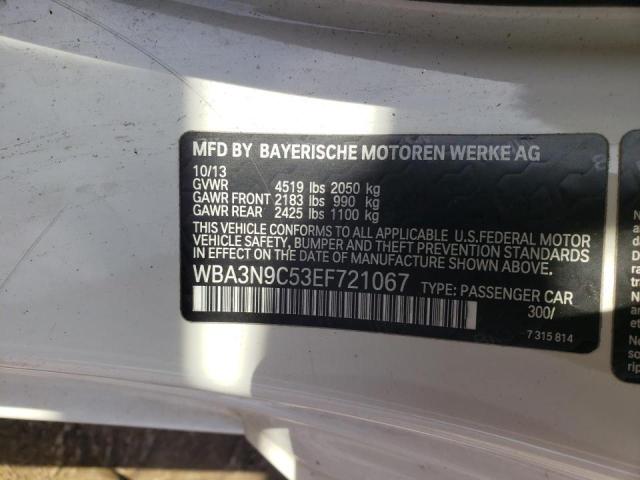 MFD BY BAYERISCHE MOTOREN WERKE AG
10/13
GVWR 4519 lbs 2050 kg
GAWR FRONT 2183 lbs 990 kg
GAWR REAR 2425 lbs 1100 kg
THIS VEHICLE CONFORMS TO ALL APPLICABLE U.S.FEDERAL MOTOR
VEHICLE SAFETY, BUMPER AND THEFT PREVENTION STANDARDS
IN EFFECT ON THE DATE OF MANUFACTURE SHOWN ABOVE.
WBA3N9C53EF721067 TYPE: PASSENGER CAR
300/
7 315 814